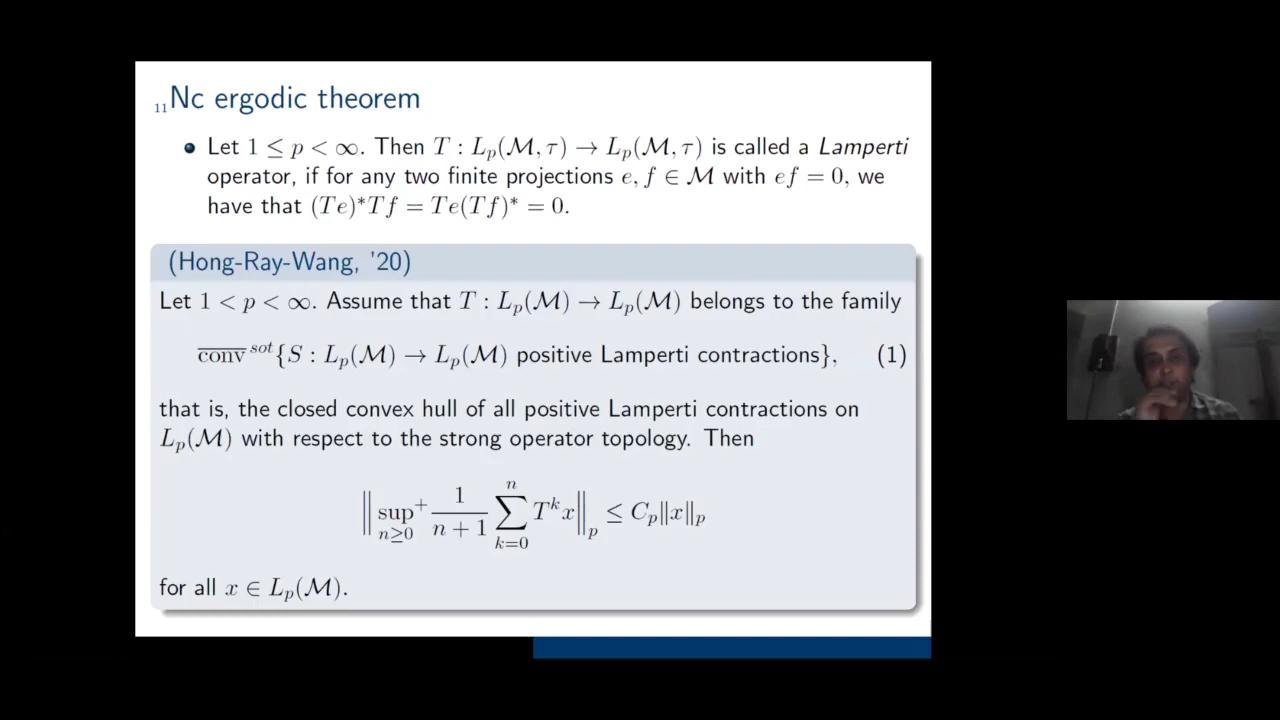 11 Nc ergodic theorem
Let 1 ≤ p < ∞. Then T : L_p(ℳ, τ) → L_p(ℳ, τ) is called a Lamperti
operator, if for any two finite projections e, f ∈ ℳ with ef = 0, we
have that (Te)*Tf = Te(Tf)* = 0.
(Hong-Ray-Wang, '20)
Let 1 < p < ∞. Assume that T : L_p(ℳ) → L_p(ℳ) belongs to the family
\overline{conv}^{sot}{S : L_p(ℳ) → L_p(ℳ) positive Lamperti contractions}, (1)
that is, the closed convex hull of all positive Lamperti contractions on
L_p(ℳ) with respect to the strong operator topology. Then
‖ sup⁺_{n≥0} \frac{1}{n+1} ∑_{k=0}^{n} T^k x ‖_p ≤ C_p‖x‖_p
for all x ∈ L_p(ℳ).